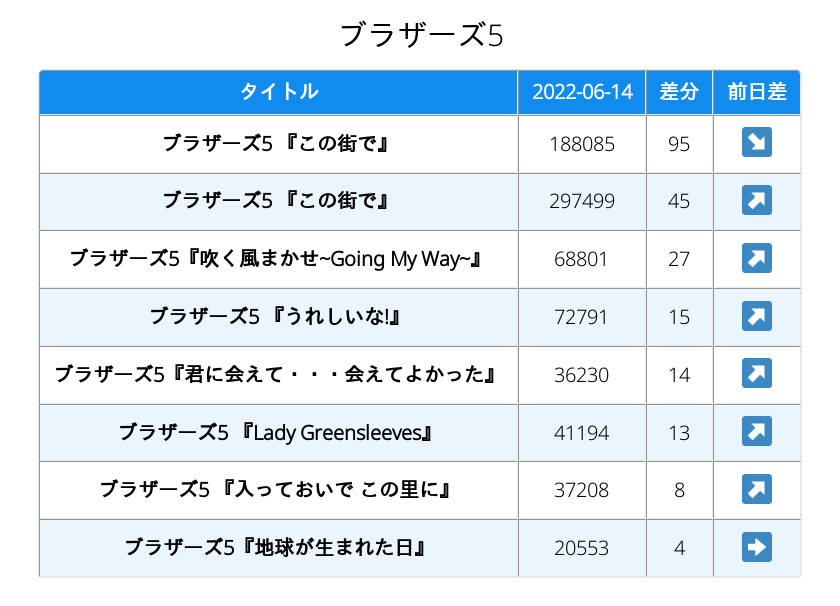 ブラザーズ5
タイトル 2022-06-14 差分 前日差
ブラザーズ5 『この街で』 188085 95 ↘
ブラザーズ5 『この街で』 297499 45 ↗
ブラザーズ5『吹く風まかせ~Going My Way~』 68801 27 ↗
ブラザーズ5 『うれしいな!』 72791 15 ↗
ブラザーズ5『君に会えて・・・会えてよかった』 36230 14 ↗
ブラザーズ5 『Lady Greensleeves』 41194 13 ↗
ブラザーズ5 『入っておいで この里に』 37208 8 ↗
ブラザーズ5『地球が生まれた日』 20553 4 ➡